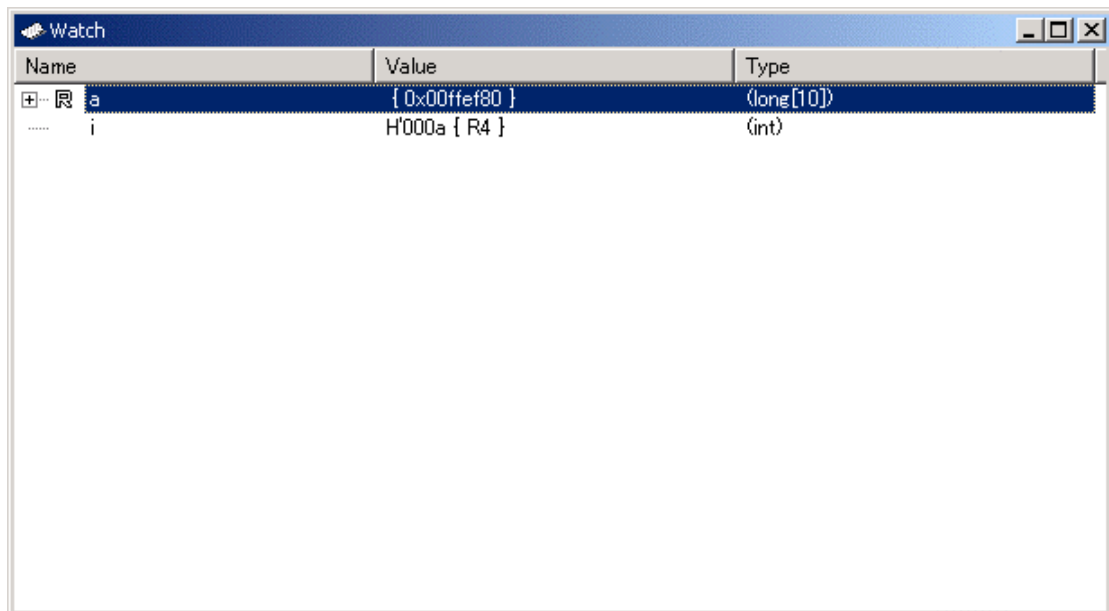 Watch
Name Value Type
R a { 0x00ffef80 } (long[10])
i H'000a { R4 } (int)